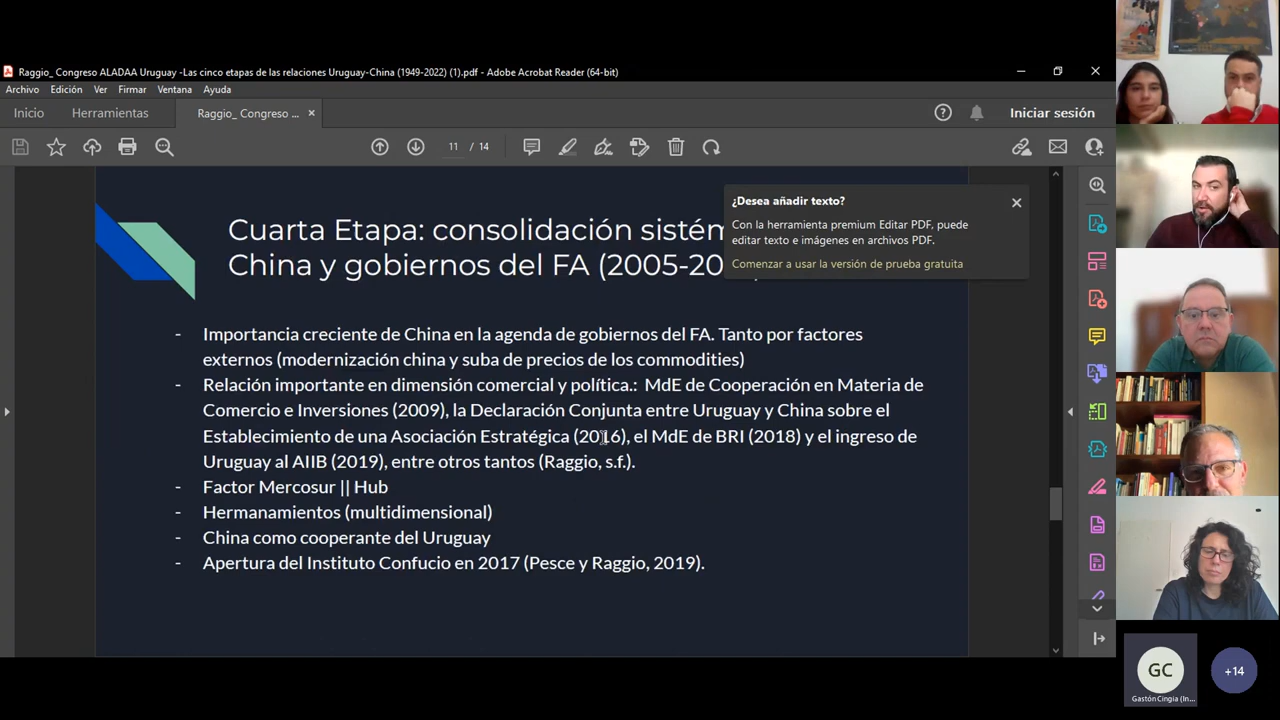 Raggio_ Congreso ALADAA Uruguay -Las cinco etapas de las relaciones Uruguay-China (1949-2022) (1).pdf - Adobe Acrobat Reader (64-bit)
Archivo Edición Ver Firmar Ventana Ayuda
Inicio Herramientas Raggio_ Congreso ... Iniciar sesión
11 / 14
¿Desea añadir texto?
Con la herramienta premium Editar PDF, puede
editar texto e imágenes en archivos PDF.
Comenzar a usar la versión de prueba gratuita
Cuarta Etapa: consolidación
China y gobiernos del FA
- Importancia creciente de China en la agenda de gobiernos del FA. Tanto por factores
externos (modernización china y suba de precios de los commodities)
- Relación importante en dimensión comercial y política.: MdE de Cooperación en Materia de
Comercio e Inversiones (2009), la Declaración Conjunta entre Uruguay y China sobre el
Establecimiento de una Asociación Estratégica (2016), el MdE de BRI (2018) y el ingreso de
Uruguay al AIIB (2019), entre otros tantos (Raggio, s.f.).
- Factor Mercosur || Hub
- Hermanamientos (multidimensional)
- China como cooperante del Uruguay
- Apertura del Instituto Confucio en 2017 (Pesce y Raggio, 2019).
GC
Gastón Cingia (In...
+14